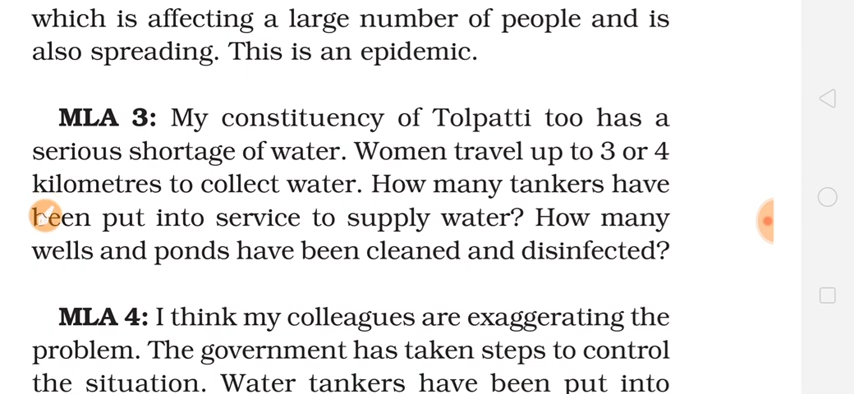 which is affecting a large number of people and is
also spreading. This is an epidemic.
MLA 3: My constituency of Tolpatti too has a
serious shortage of water. Women travel up to 3 or 4
kilometres to collect water. How many tankers have
been put into service to supply water? How many
wells and ponds have been cleaned and disinfected?
MLA 4: I think my colleagues are exaggerating the
problem. The government has taken steps to control
the situation. Water tankers have been put into